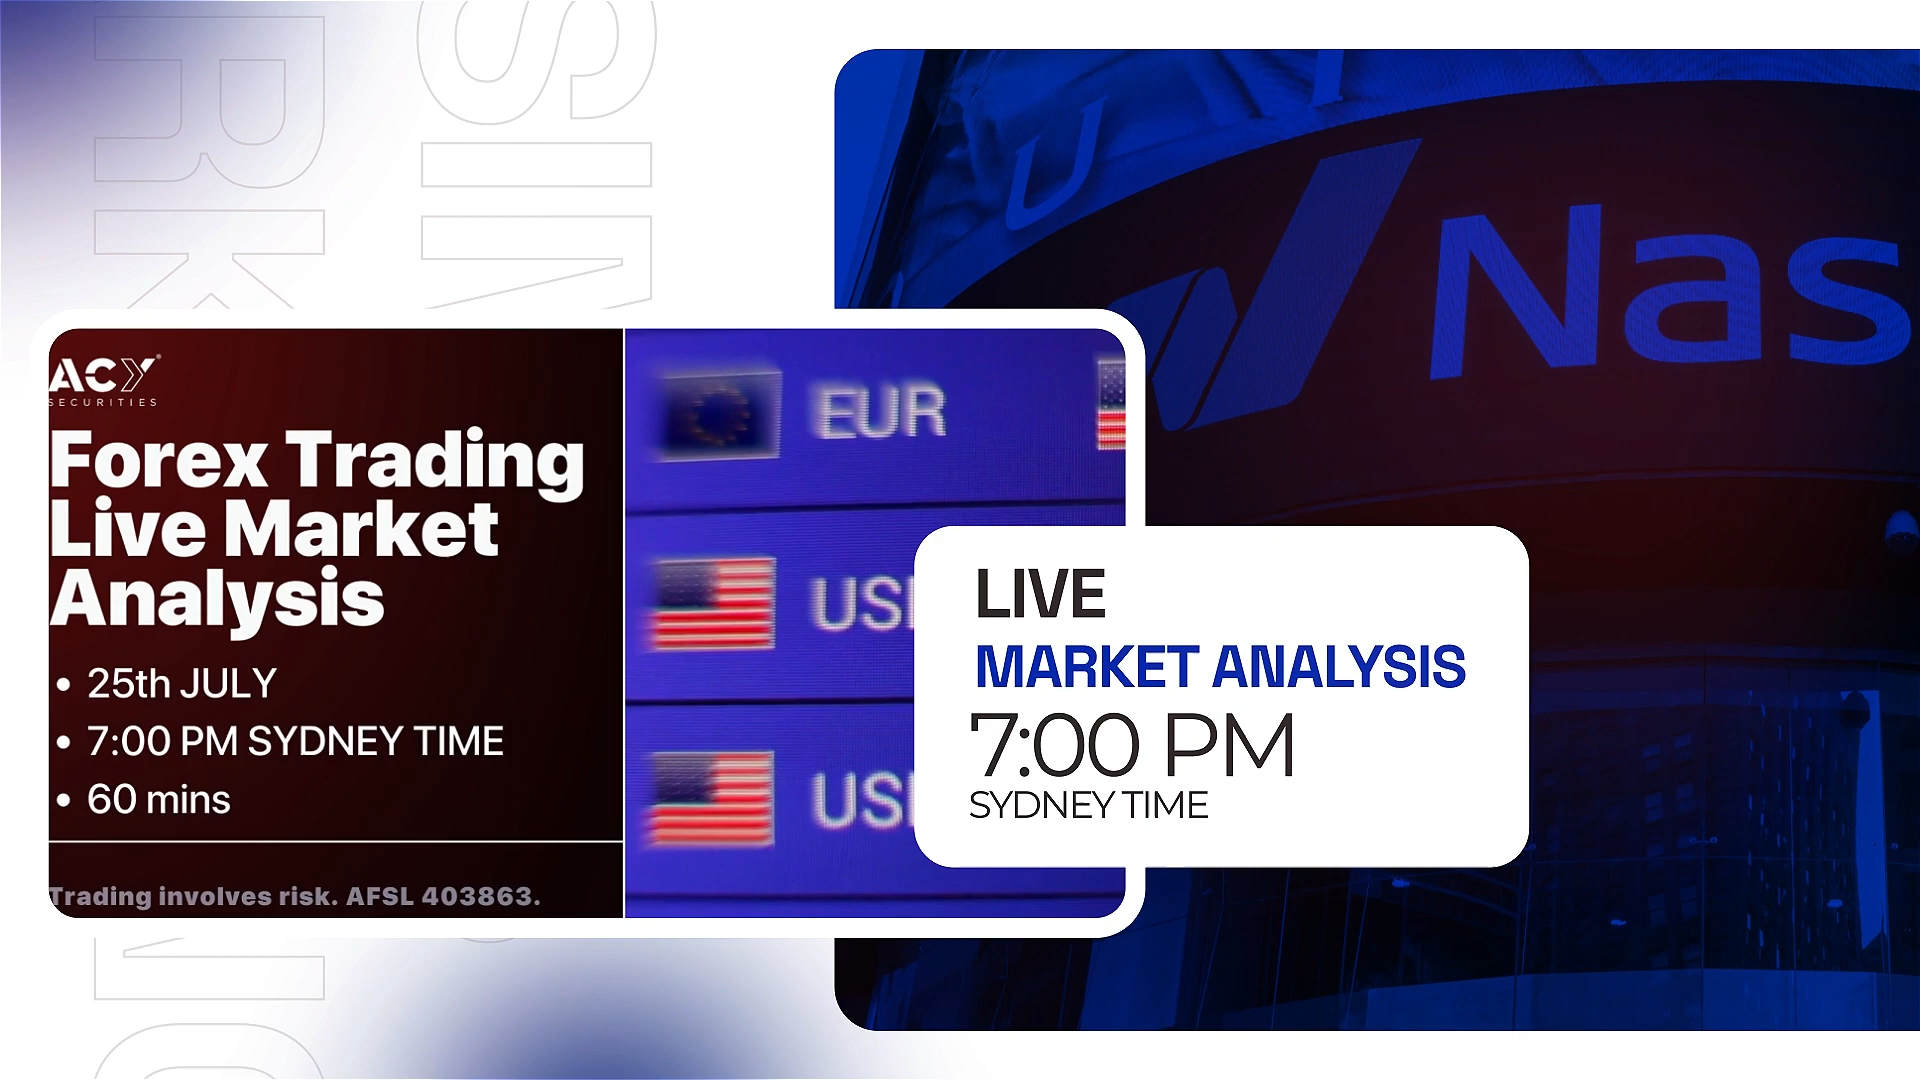 ACY
SECURITIES
Forex Trading
Live Market
Analysis
• 25th JULY
• 7:00 PM SYDNEY TIME
• 60 mins
Trading involves risk. AFSL 403863.
EUR
LIVE
MARKET ANALYSIS
7:00 PM
SYDNEY TIME